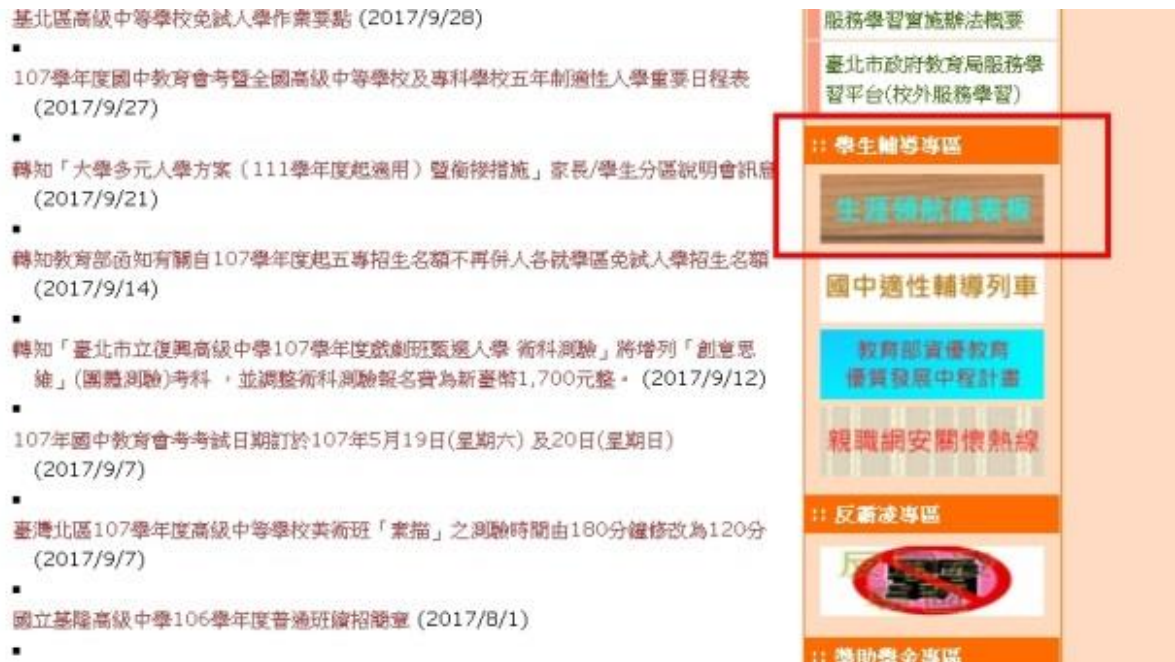 基北區高級中等學校免試入學作業要點 (2017/9/28)
107學年度國中教育會考暨全國高級中等學校及專科學校五年制適性入學重要日程表
(2017/9/27)
轉知「大學多元入學方案（111學年度起適用）暨銜接措施」家長/學生分區說明會訊息
(2017/9/21)
轉知教育部函知有關自107學年度起五專招生名額不再併入各就學區免試入學招生名額
(2017/9/14)
轉知「臺北市立復興高級中學107學年度戲劇班甄選入學 術科測驗」將增列「創意思
維」(團體測驗)考科 ，並調整術科測驗報名費為新臺幣1,700元整。 (2017/9/12)
107年國中教育會考考試日期訂於107年5月19日(星期六) 及20日(星期日)
(2017/9/7)
臺灣北區107學年度高級中等學校美術班「素描」之測驗時間由180分鐘修改為120分
(2017/9/7)
國立基隆高級中學106學年度普通班續招簡章 (2017/8/1)
服務學習實施辦法概要
臺北市政府教育局服務學
習平台(校外服務學習)
:: 學生輔導專區
生涯領航儀表板
國中適性輔導列車
教育部資優教育
優質發展中程計畫
親職網安關懷熱線
:: 反霸凌專區
:: 獎助學金專區